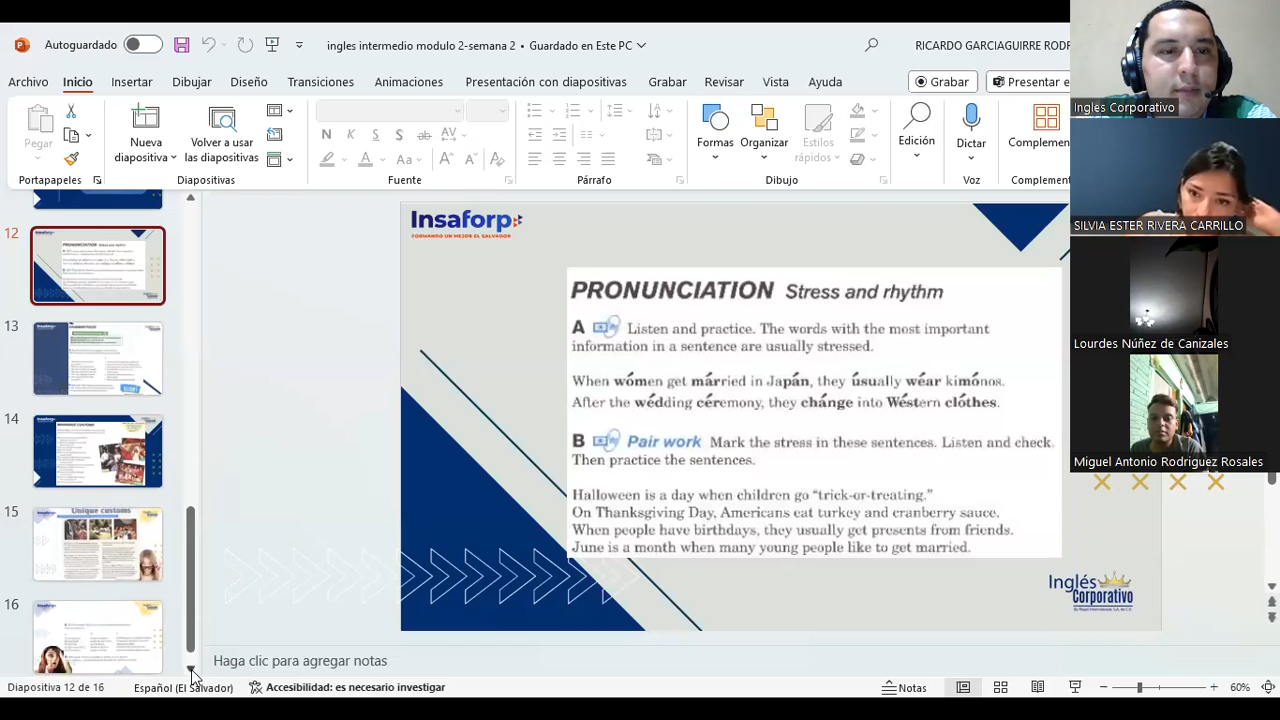 Autoguardado
ingles intermedio modulo 2-semana 2 • Guardado en Este PC
RICARDO GARCIAGUIRRE RODR
Archivo Inicio Insertar Dibujar Diseño Transiciones Animaciones Presentación con diapositivas Grabar Revisar Vista Ayuda
Grabar
Presentar e
Pegar
Nueva diapositiva
Volver a usar las diapositivas
N K S S ab AV
Aa A A A
Formas
Organizar
Estilos rápidos
Edición
Dictar
Complemen
Portapapeles
Diapositivas
Fuente
Párrafo
Dibujo
Voz
Complement
Ingles Corporativo
SILVIA ESTER RIVERA CARRILLO
Lourdes Núñez de Canizales
Miguel Antonio Rodriguez Rosales
12
PRONUNCIATION Stress and rhythm
13
14
15
Unique customs
16
Insaforp
FORMANDO UN MEJOR EL SALVADOR
PRONUNCIATION Stress and rhythm
A Listen and practice. The words with the most important
information in a sentence are usually stressed.
When wómen get márried in Japán, they úsually wéar kimónos.
After the wédding céremony, they chánge into Wéstern clóthes.
B Pair work Mark the stress in these sentences. Listen and check.
Then practice the sentences.
Halloween is a day when children go “trick-or-treating.”
On Thanksgiving Day, Americans eat turkey and cranberry sauce.
When people have birthdays, they usually get presents from friends.
June is a month when many young people like to get married.
Inglés
Corporativo
Haga clic para agregar notas
Diapositiva 12 de 16
Español (El Salvador)
Accesibilidad: es necesario investigar
Notas
60%